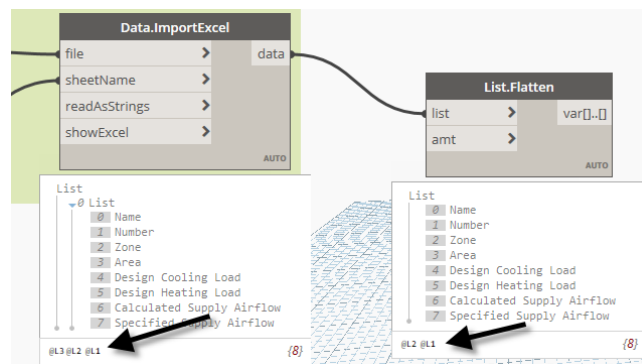 Data.ImportExcel
file > data
sheetName >
readAsStrings >
showExcel >
AUTO
List
0 List
0 Name
1 Number
2 Zone
3 Area
4 Design Cooling Load
5 Design Heating Load
6 Calculated Supply Airflow
7 Specified Supply Airflow
@L3 @L2 @L1 {8}
List.Flatten
list > var[]..[]
amt >
AUTO
List
0 Name
1 Number
2 Zone
3 Area
4 Design Cooling Load
5 Design Heating Load
6 Calculated Supply Airflow
7 Specified Supply Airflow
@L2 @L1 {8}